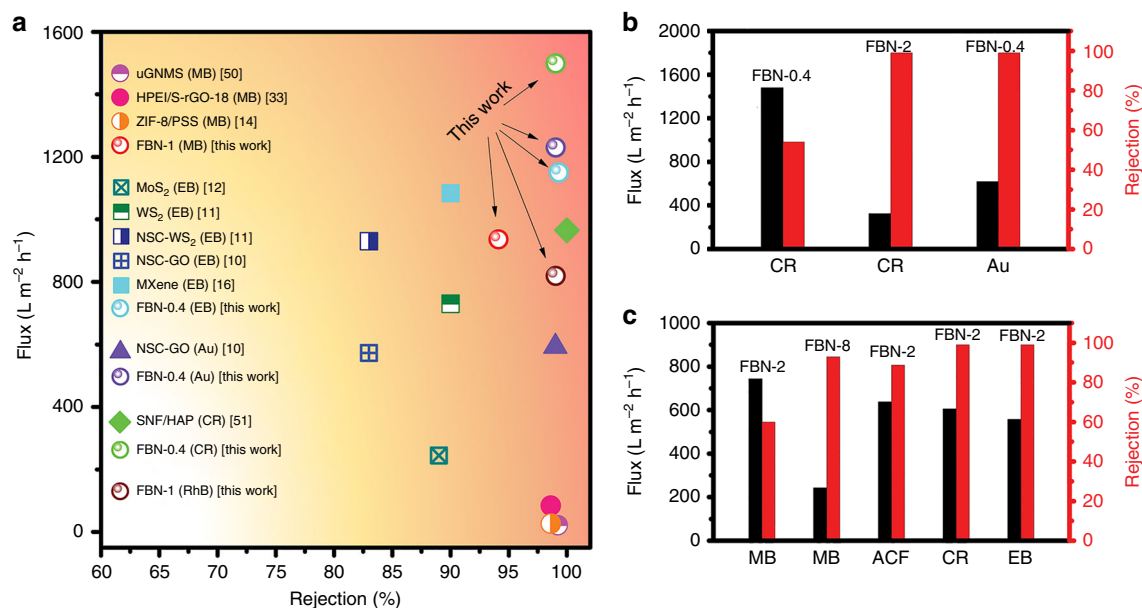 a
1600
1200
800
400
0
Flux (L m⁻² h⁻¹)
60 65 70 75 80 85 90 95 100
Rejection (%)
uGNMS (MB) [50]
HPEI/S-rGO-18 (MB) [33]
ZIF-8/PSS (MB) [14]
FBN-1 (MB) [this work]
MoS₂ (EB) [12]
WS₂ (EB) [11]
NSC-WS₂ (EB) [11]
NSC-GO (EB) [10]
MXene (EB) [16]
FBN-0.4 (EB) [this work]
NSC-GO (Au) [10]
FBN-0.4 (Au) [this work]
SNF/HAP (CR) [51]
FBN-0.4 (CR) [this work]
FBN-1 (RhB) [this work]
This work
b
2000
1600
1200
800
400
0
Flux (L m⁻² h⁻¹)
FBN-0.4
FBN-2
FBN-0.4
CR CR Au
100
80
60
40
20
0
Rejection (%)
c
1000
800
600
400
200
0
Flux (L m⁻² h⁻¹)
FBN-2
FBN-8
FBN-2
FBN-2
FBN-2
MB MB ACF CR EB
100
80
60
40
20
0
Rejection (%)